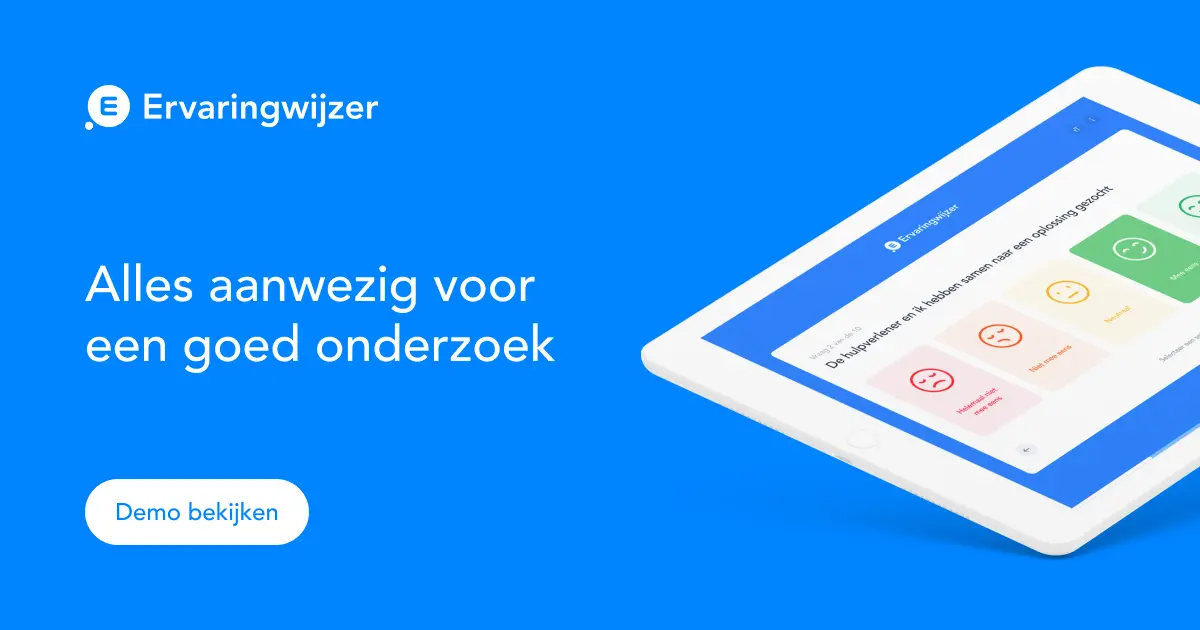 Ervaringwijzer
Alles aanwezig voor
een goed onderzoek
Demo bekijken
Ervaringwijzer
Vraag 2 van de 10
De hulpverlener en ik hebben samen naar een oplossing gezocht
Helemaal niet
mee eens
Niet mee eens
Neutraal
Mee eens
Selecteer een